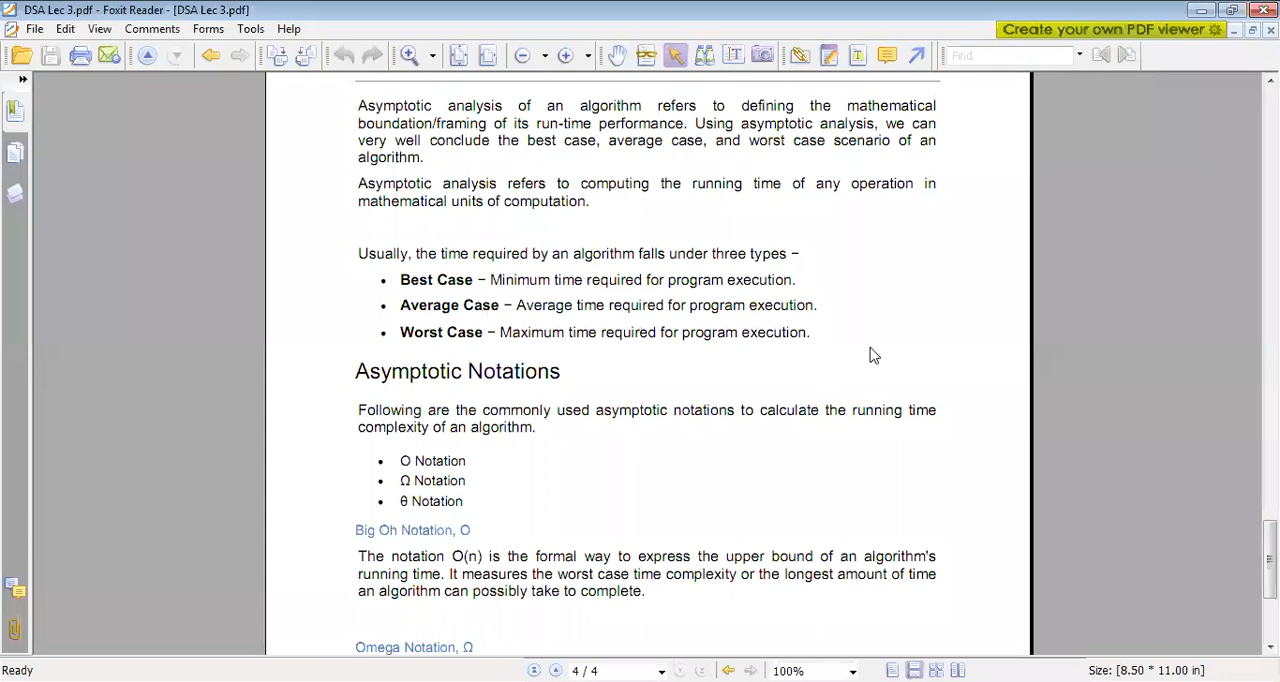 DSA Lec 3.pdf - Foxit Reader - [DSA Lec 3.pdf]
File Edit View Comments Forms Tools Help
Create your own PDF viewer
Find
Asymptotic analysis of an algorithm refers to defining the mathematical
boundation/framing of its run-time performance. Using asymptotic analysis, we can
very well conclude the best case, average case, and worst case scenario of an
algorithm.
Asymptotic analysis refers to computing the running time of any operation in
mathematical units of computation.
Usually, the time required by an algorithm falls under three types −
• Best Case − Minimum time required for program execution.
• Average Case − Average time required for program execution.
• Worst Case − Maximum time required for program execution.
Asymptotic Notations
Following are the commonly used asymptotic notations to calculate the running time
complexity of an algorithm.
• Ο Notation
• Ω Notation
• θ Notation
Big Oh Notation, Ο
The notation Ο(n) is the formal way to express the upper bound of an algorithm's
running time. It measures the worst case time complexity or the longest amount of time
an algorithm can possibly take to complete.
Omega Notation, Ω
Ready
4 / 4
100%
Size: [8.50 * 11.00 in]